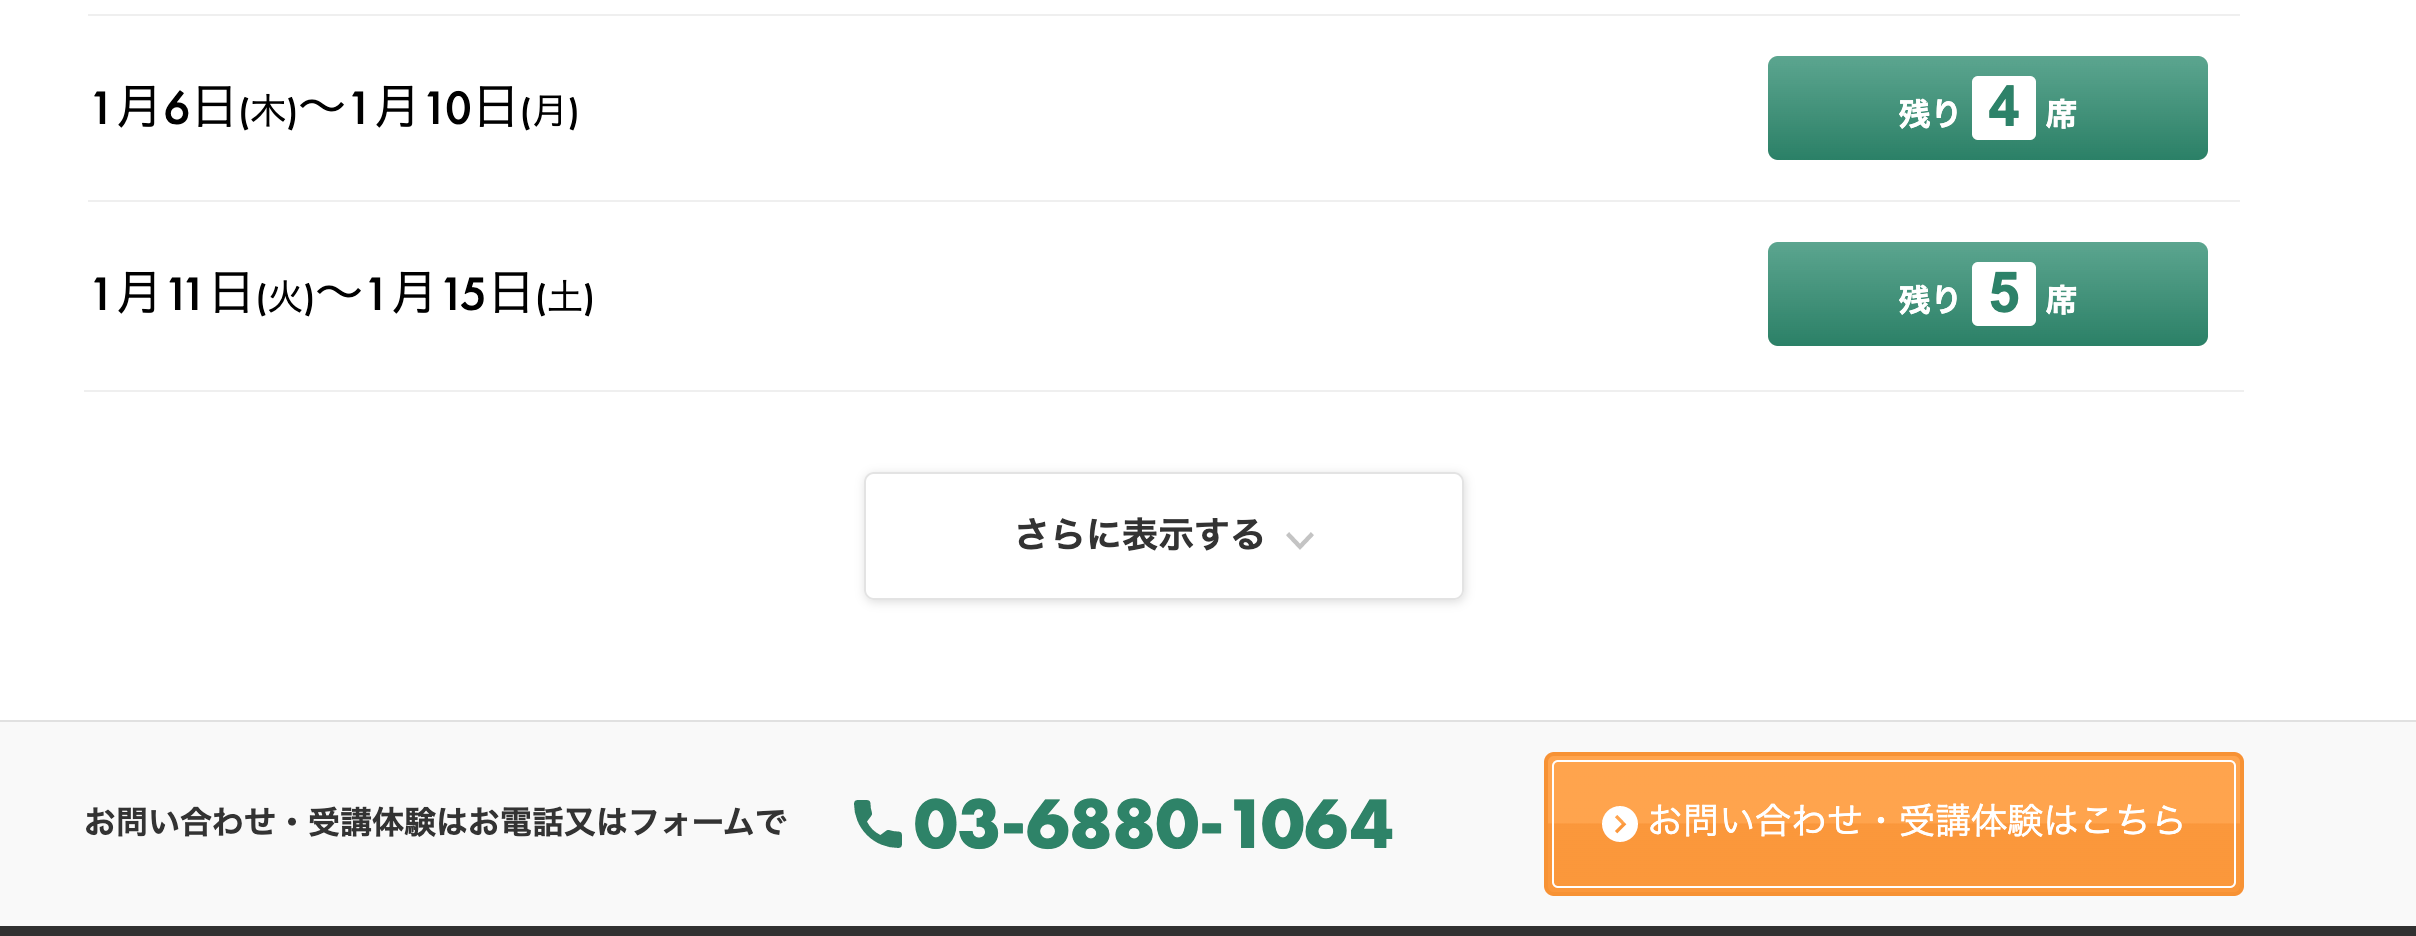 1月6日(木)〜1月10日(月) 残り 4 席
1月11日(火)〜1月15日(土) 残り 5 席
さらに表示する
お問い合わせ・受講体験はお電話又はフォームで 03-6880-1064 お問い合わせ・受講体験はこちら